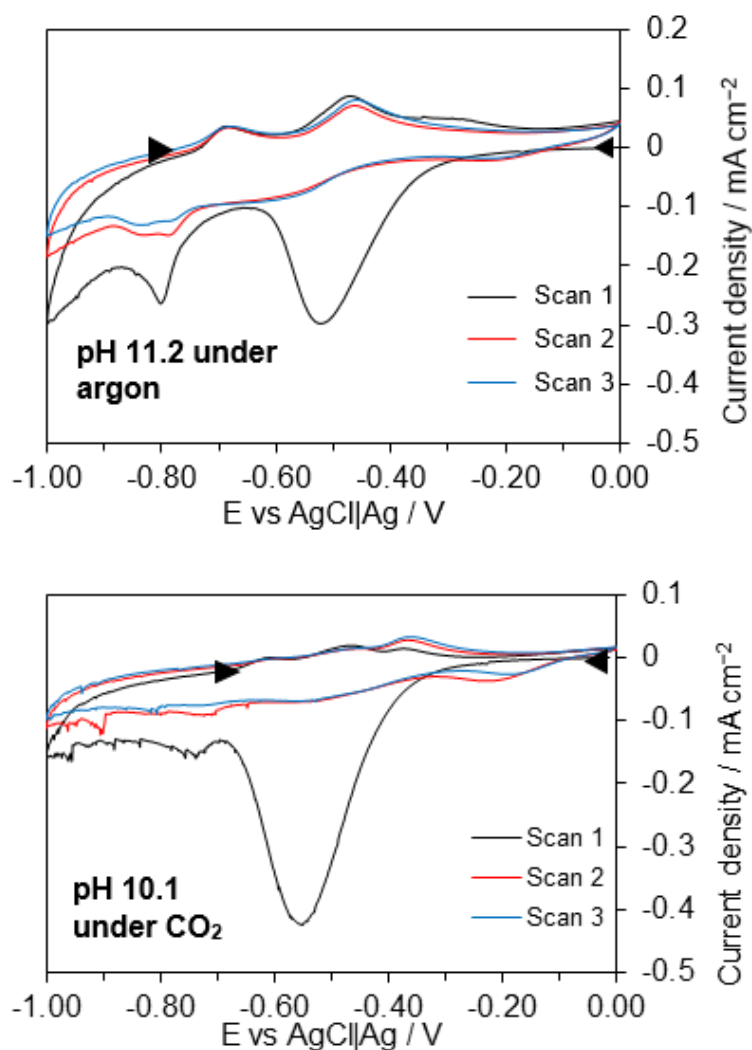 0.2
0.1
0
-0.1
-0.2
-0.3
-0.4
-0.5
Current density / mA cm⁻²
Scan 1
Scan 2
Scan 3
pH 11.2 under
argon
-1.00 -0.80 -0.60 -0.40 -0.20 0.00
E vs AgCl|Ag / V
0.1
0
-0.1
-0.2
-0.3
-0.4
-0.5
Current density / mA cm⁻²
Scan 1
Scan 2
Scan 3
pH 10.1
under CO₂
-1.00 -0.80 -0.60 -0.40 -0.20 0.00
E vs AgCl|Ag / V